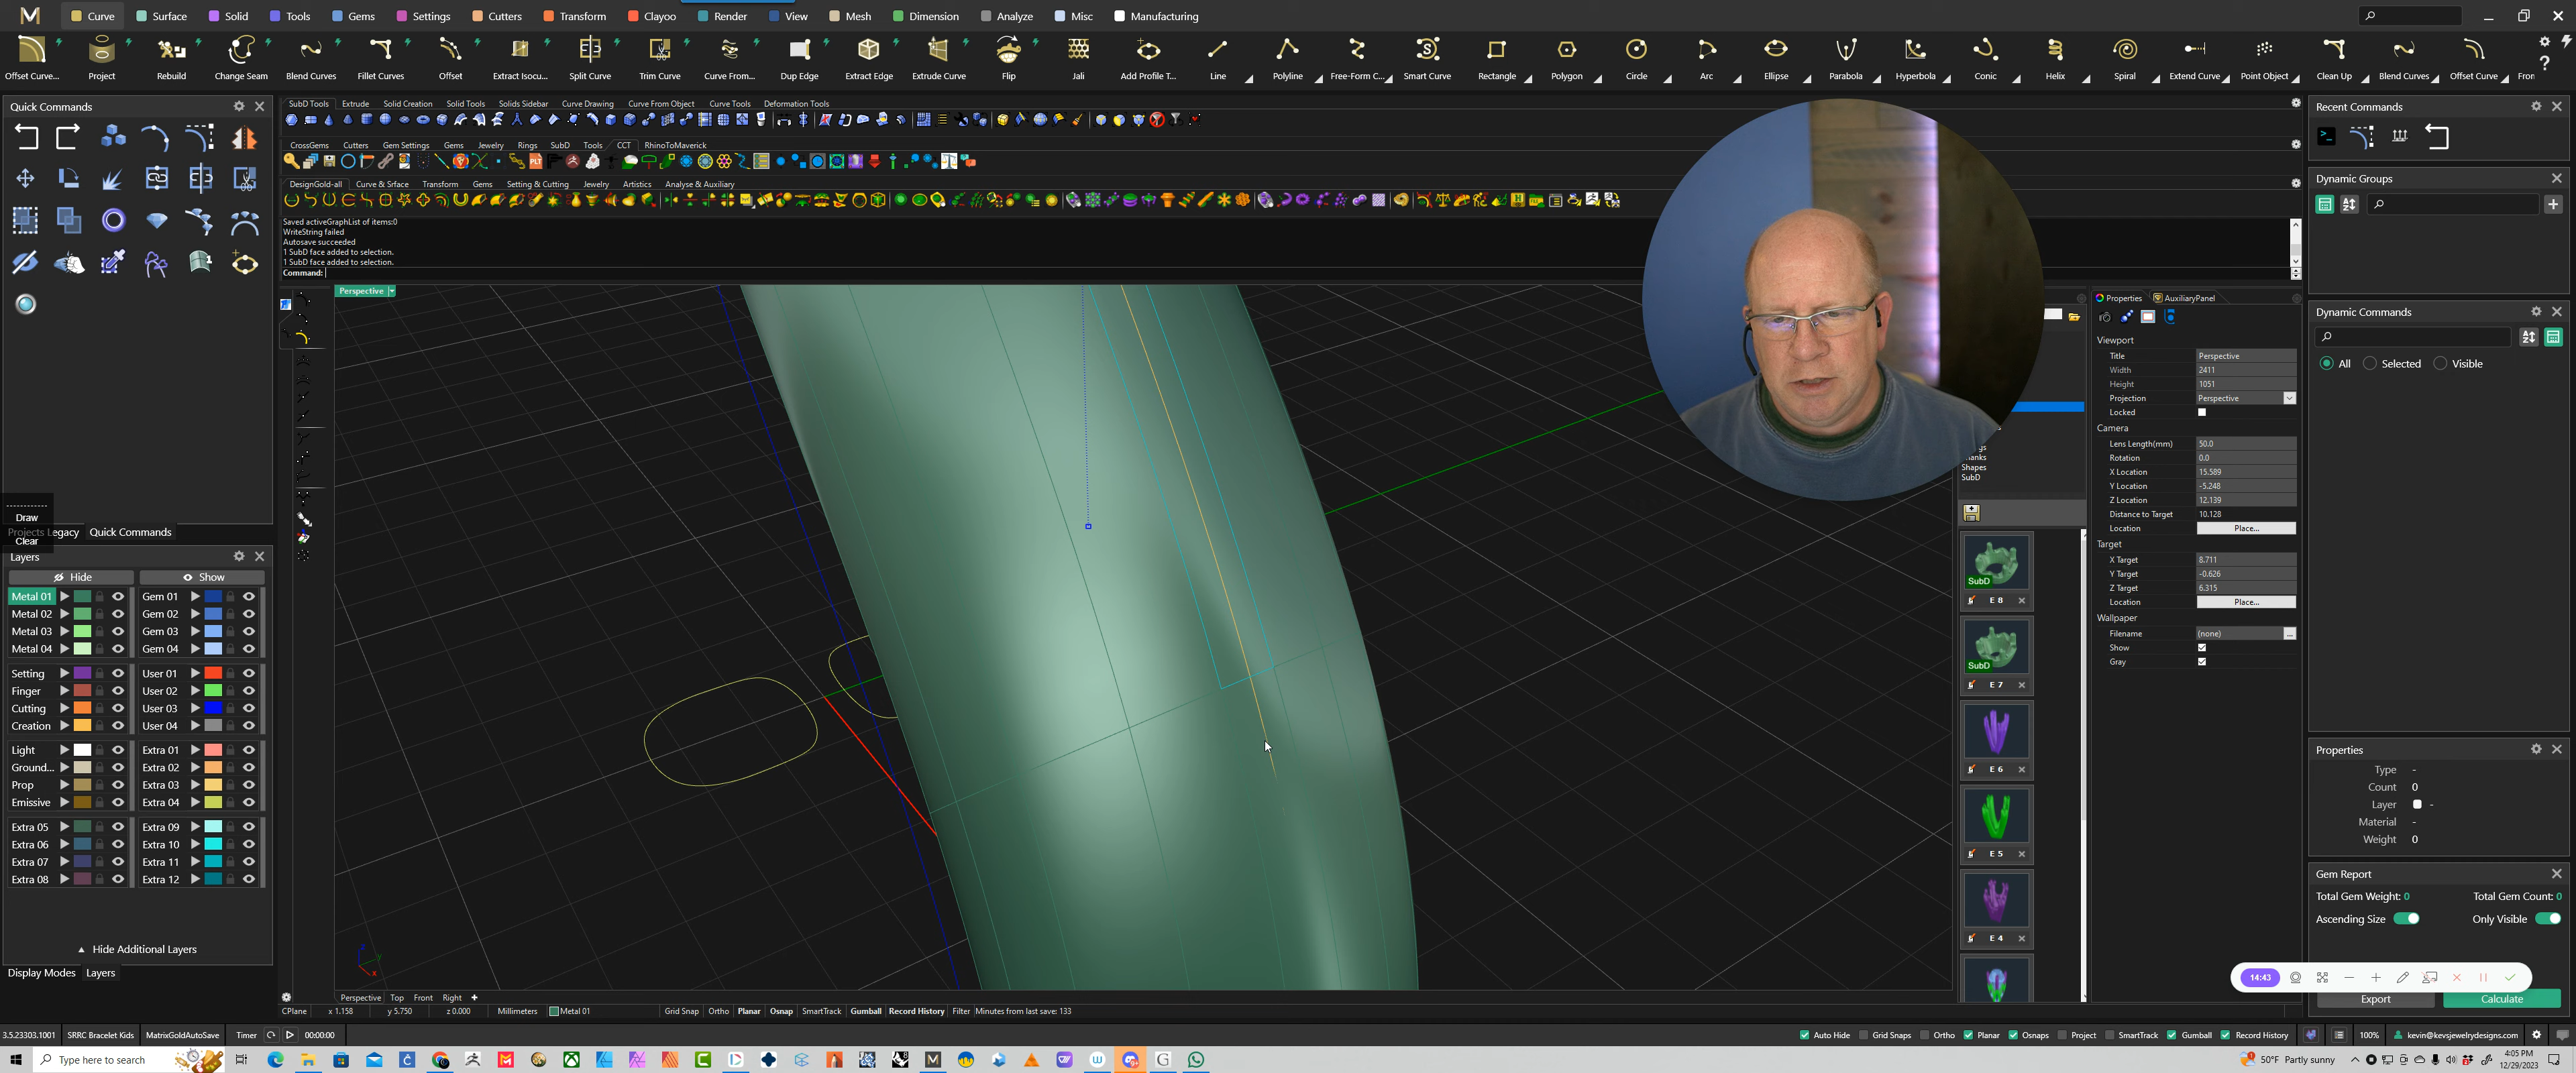 Curve Surface Solid Tools Gems Settings Cutters Transform Clayoo Render View Mesh Dimension Analyze Misc Manufacturing
Offset Curve... Project Rebuild Change Seam Blend Curves Fillet Curves Offset Extract Isocu... Split Curve Trim Curve Curve From... Dup Edge Extract Edge Extrude Curve Flip Jali Add Profile T... Line Polyline Free-Form C... Smart Curve Rectangle Polygon Circle Arc Ellipse Parabola Hyperbola Conic Helix Spiral Extend Curve Point Object Clean Up Blend Curves Offset Curve Fron
Quick Commands
SubD Tools Extrude Solid Creation Solid Tools Solids Sidebar Curve Drawing Curve From Object Curve Tools Deformation Tools
CrossGems Cutters Gem Settings Gems Jewelry Rings SubD Tools CCT RhinoToMaverick
DesignGold-all Curve & Srface Transform Gems Setting & Cutting Jewelry Artistics Analyse & Auxiliary
Saved activeGraphList of items:0
WriteString failed
Autosave succeeded
1 SubD face added to selection.
1 SubD face added to selection.
Command:
Perspective
Draw
Projects Legacy Quick Commands
Clear
Layers
Hide Show
Metal 01 Gem 01
Metal 02 Gem 02
Metal 03 Gem 03
Metal 04 Gem 04
Setting User 01
Finger User 02
Cutting User 03
Creation User 04
Light Extra 01
Ground... Extra 02
Prop Extra 03
Emissive Extra 04
Extra 05 Extra 09
Extra 06 Extra 10
Extra 07 Extra 11
Extra 08 Extra 12
Hide Additional Layers
Display Modes Layers
Shapes
SubD
SubD
E 8
SubD
E 7
E 6
E 5
E 4
Properties AuxiliaryPanel
Viewport
Title Perspective
Width 2411
Height 1051
Projection Perspective
Locked
Camera
Lens Length(mm) 50.0
Rotation 0.0
X Location 15.589
Y Location -5.248
Z Location 12.139
Distance to Target 10.128
Location Place...
Target
X Target 8.711
Y Target -0.626
Z Target 6.315
Location Place...
Wallpaper
Filename (none) ...
Show
Gray
Recent Commands
Dynamic Groups
Dynamic Commands
All Selected Visible
Properties
Type -
Count 0
Layer -
Material -
Weight 0
Gem Report
Total Gem Weight: 0 Total Gem Count: 0
Ascending Size Only Visible
14:43
Export Calculate
Perspective Top Front Right
CPlane x 1.158 y 5.750 z 0.000 Millimeters Metal 01 Grid Snap Ortho Planar Osnap SmartTrack Gumball Record History Filter Minutes from last save: 133
3.5.23303.1001 SRRC Bracelet Kids MatrixGoldAutoSave Timer 00:00:00 Auto Hide Grid Snaps Ortho Planar Osnaps Project SmartTrack Gumball Record History 100% kevin@kevsjewelrydesigns.com
Type here to search 50°F Partly sunny 4:05 PM
12/29/2023